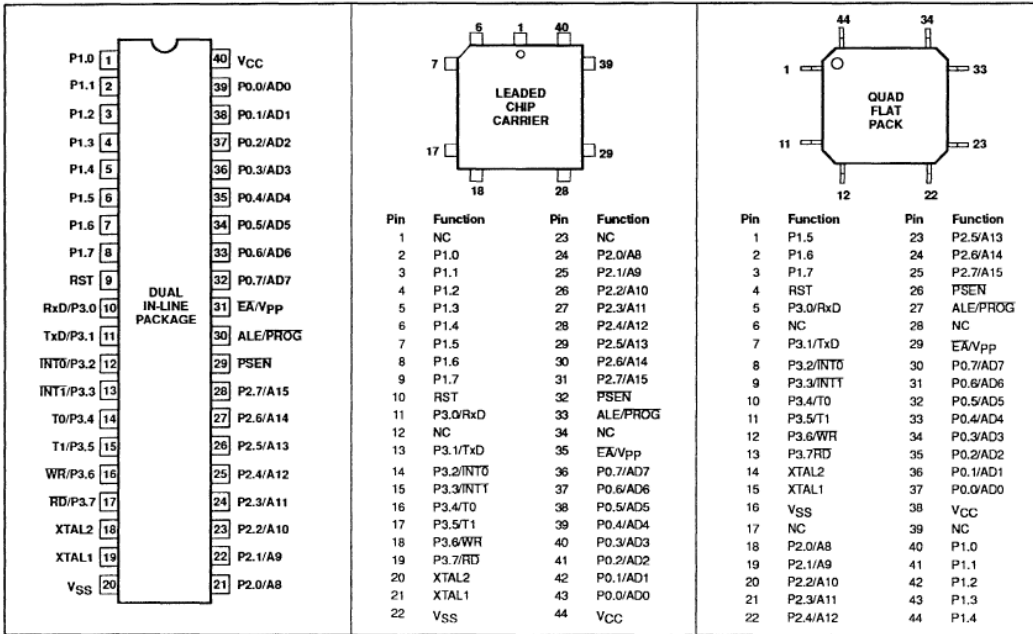 P1.0 1 40 VCC
P1.1 2 39 P0.0/AD0
P1.2 3 38 P0.1/AD1
P1.3 4 37 P0.2/AD2
P1.4 5 36 P0.3/AD3
P1.5 6 35 P0.4/AD4
P1.6 7 34 P0.5/AD5
P1.7 8 33 P0.6/AD6
RST 9 32 P0.7/AD7
DUAL
IN-LINE
PACKAGE
RxD/P3.0 10 31 E̅A̅/VPP
TxD/P3.1 11 30 ALE/P̅R̅O̅G̅
I̅N̅T̅0̅/P3.2 12 29 P̅S̅E̅N̅
I̅N̅T̅1̅/P3.3 13 28 P2.7/A15
T0/P3.4 14 27 P2.6/A14
T1/P3.5 15 26 P2.5/A13
W̅R̅/P3.6 16 25 P2.4/A12
R̅D̅/P3.7 17 24 P2.3/A11
XTAL2 18 23 P2.2/A10
XTAL1 19 22 P2.1/A9
VSS 20 21 P2.0/A8
6 1 40
7 39
LEADED
CHIP
CARRIER
17 29
18 28
Pin Function Pin Function
1 NC 23 NC
2 P1.0 24 P2.0/A8
3 P1.1 25 P2.1/A9
4 P1.2 26 P2.2/A10
5 P1.3 27 P2.3/A11
6 P1.4 28 P2.4/A12
7 P1.5 29 P2.5/A13
8 P1.6 30 P2.6/A14
9 P1.7 31 P2.7/A15
10 RST 32 P̅S̅E̅N̅
11 P3.0/RxD 33 ALE/P̅R̅O̅G̅
12 NC 34 NC
13 P3.1/TxD 35 E̅A̅/VPP
14 P3.2/I̅N̅T̅0̅ 36 P0.7/AD7
15 P3.3/I̅N̅T̅1̅ 37 P0.6/AD6
16 P3.4/T0 38 P0.5/AD5
17 P3.5/T1 39 P0.4/AD4
18 P3.6/W̅R̅ 40 P0.3/AD3
19 P3.7/R̅D̅ 41 P0.2/AD2
20 XTAL2 42 P0.1/AD1
21 XTAL1 43 P0.0/AD0
22 VSS 44 VCC
44 34
1 33
QUAD
FLAT
PACK
11 23
12 22
Pin Function Pin Function
1 P1.5 23 P2.5/A13
2 P1.6 24 P2.6/A14
3 P1.7 25 P2.7/A15
4 RST 26 P̅S̅E̅N̅
5 P3.0/RxD 27 ALE/P̅R̅O̅G̅
6 NC 28 NC
7 P3.1/TxD 29 E̅A̅/VPP
8 P3.2/I̅N̅T̅0̅ 30 P0.7/AD7
9 P3.3/I̅N̅T̅1̅ 31 P0.6/AD6
10 P3.4/T0 32 P0.5/AD5
11 P3.5/T1 33 P0.4/AD4
12 P3.6/W̅R̅ 34 P0.3/AD3
13 P3.7R̅D̅ 35 P0.2/AD2
14 XTAL2 36 P0.1/AD1
15 XTAL1 37 P0.0/AD0
16 VSS 38 VCC
17 NC 39 NC
18 P2.0/A8 40 P1.0
19 P2.1/A9 41 P1.1
20 P2.2/A10 42 P1.2
21 P2.3/A11 43 P1.3
22 P2.4/A12 44 P1.4